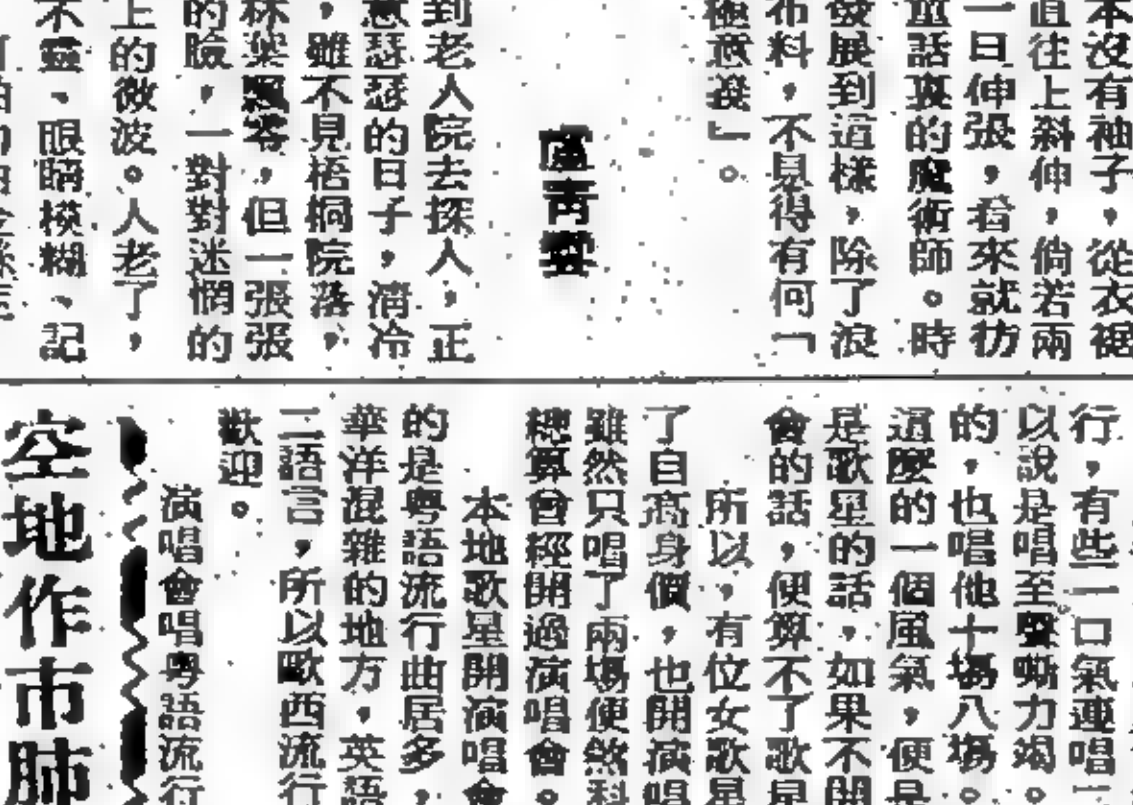 本沒有袖子，從衣裾
直往上斜伸，倘若兩
一日伸張，看來就彷
童話裏的魔術師。時
發展到這樣，除了浪
布料，不見得有何「
極意義」。
盧青雲
到老人院去探人，正
意瑟瑟的日子，清冷
，雖不見梧桐院落，
林葉飄零，但一張張
的臉，一對對迷惘的
上的微波。人老了，
不靈、眼睛模糊、記
行，有些一口氣連唱
以說是唱至聲嘶力竭。
的，也唱他十場八場。
這麼的一個風氣，便是
是歌星的話，如果不開
會的話，便算不了歌星
所以，有位女歌星
了自高身價，也開演唱
雖然只唱了兩場便煞科
總算會經開過演唱會。
本地歌星開演唱會
的是粵語流行曲居多，
華洋混雜的地方，英語
二語言，所以歐西流行
歡迎。
演唱會唱粵語流行
空地作市肺